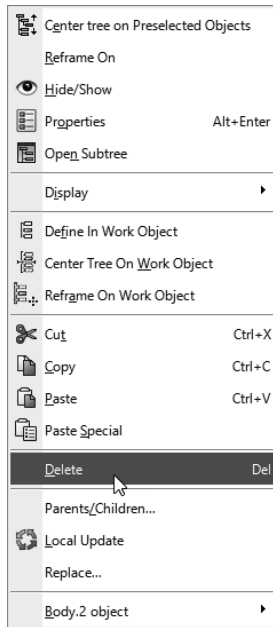 Center tree on Preselected Objects
Reframe On
Hide/Show
Properties Alt+Enter
Open Subtree
Display
Define In Work Object
Center Tree On Work Object
Reframe On Work Object
Cut Ctrl+X
Copy Ctrl+C
Paste Ctrl+V
Paste Special
Delete Del
Parents/Children...
Local Update
Replace...
Body.2 object